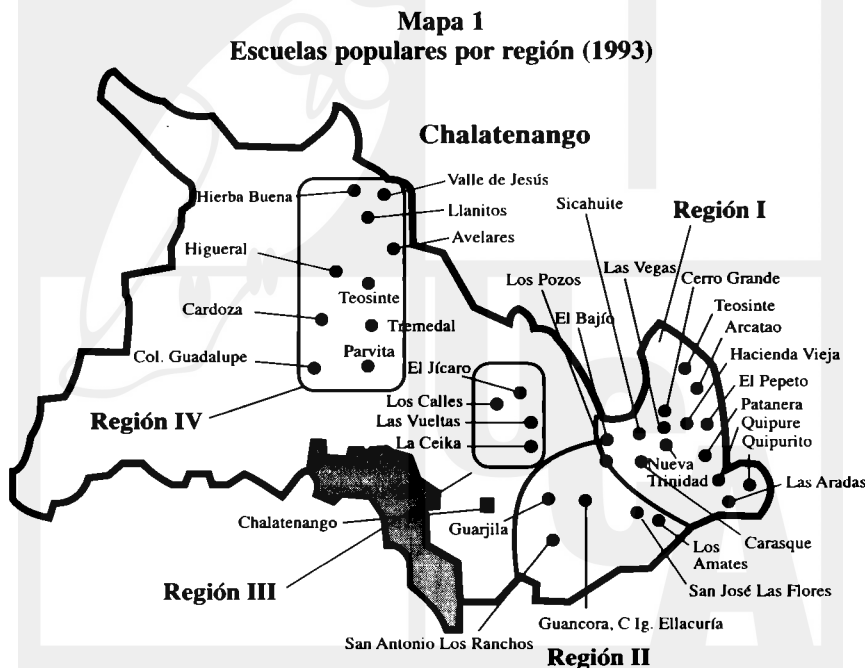 Mapa 1
Escuelas populares por región (1993)
Chalatenango
Valle de Jesús
Hierba Buena
Sicahuite
Región I
Llanitos
Avelares
Higueral
Las Vegas
Cerro Grande
Los Pozos
Teosinte
Teosinte
Cardoza
El Bajío
Arcatao
Tremedal
Hacienda Vieja
Parvita
Col. Guadalupe
El Jícaro
El Pepeto
Los Calles
Patanera
Región IV
Las Vueltas
Quipure
La Ceika
Quipurito
Nueva
Trinidad
Las Aradas
Chalatenango
Guarjila
Carasque
Los
Amates
Región III
San José Las Flores
Guancora, C Ig. Ellacuría
San Antonio Los Ranchos
Región II
UCA